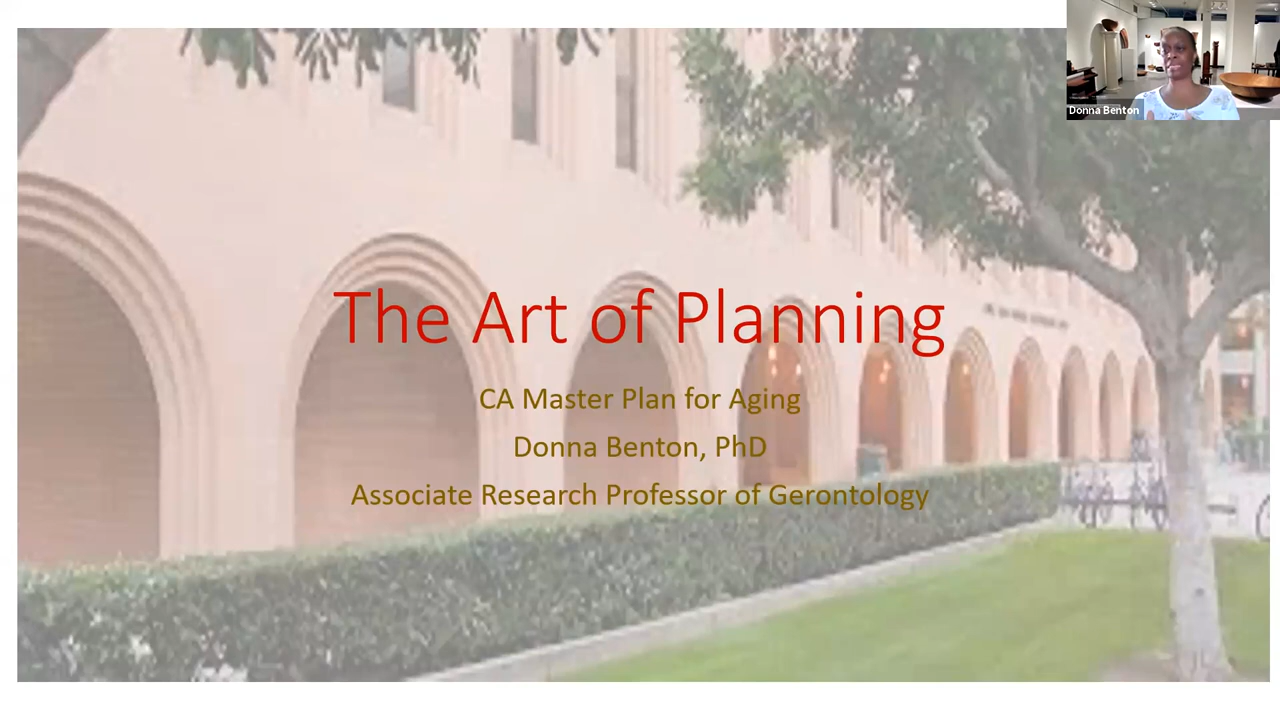 Donna Benton
The Art of Planning
CA Master Plan for Aging
Donna Benton, PhD
Associate Research Professor of Gerontology